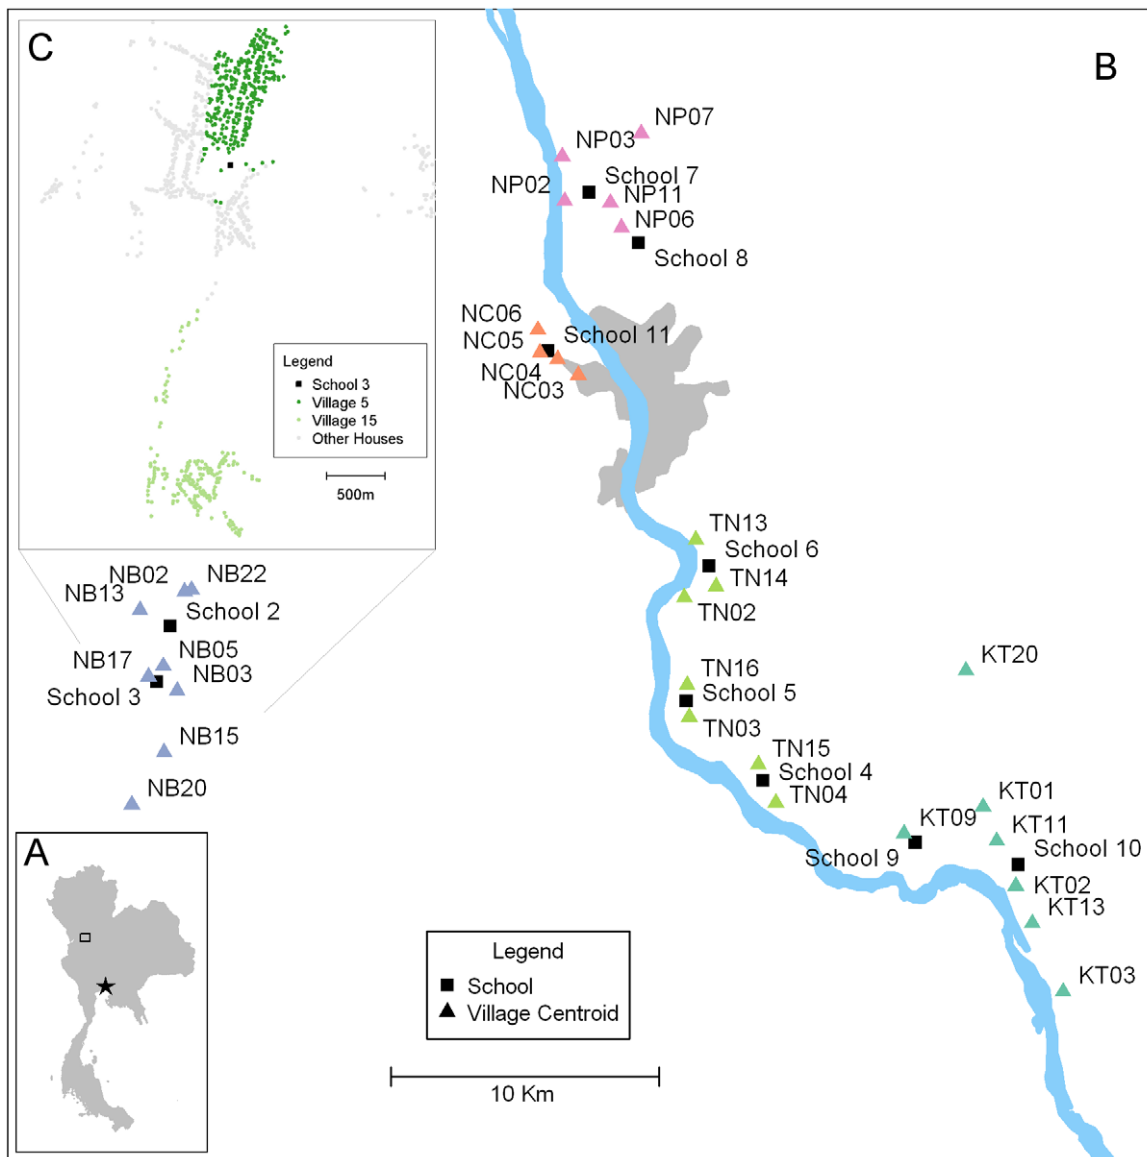 C
B
NP07
NP03
School 7
NP02
NP11
NP06
School 8
NC06
School 11
NC05
NC04
NC03
Legend
School 3
Village 5
Village 15
Other Houses
500m
TN13
School 6
TN14
TN02
NB02
NB22
NB13
School 2
NB05
NB17
NB03
School 3
NB15
NB20
TN16
School 5
TN03
KT20
TN15
School 4
TN04
KT01
KT09
KT11
School 9
School 10
KT02
KT13
KT03
A
Legend
School
Village Centroid
10 Km